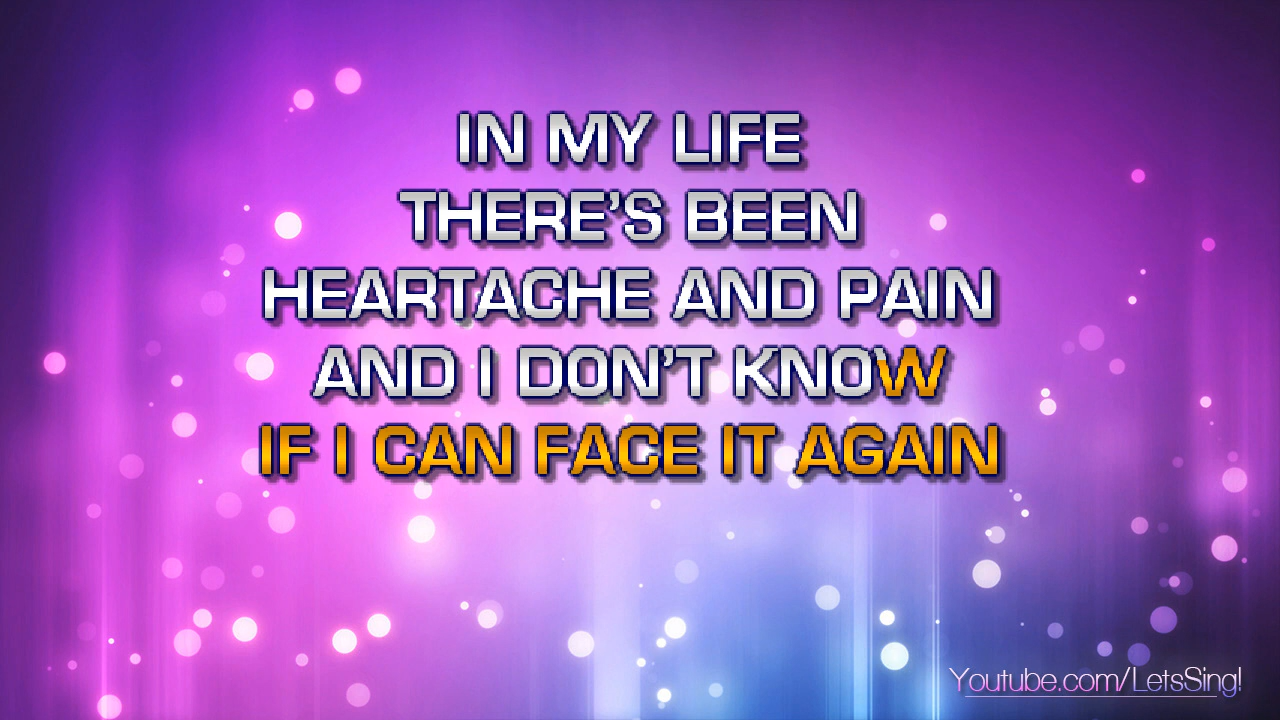 IN MY LIFE
THERE'S BEEN
HEARTACHE AND PAIN
AND I DON'T KNOW
IF I CAN FACE IT AGAIN
Youtube.com/LetsSing!